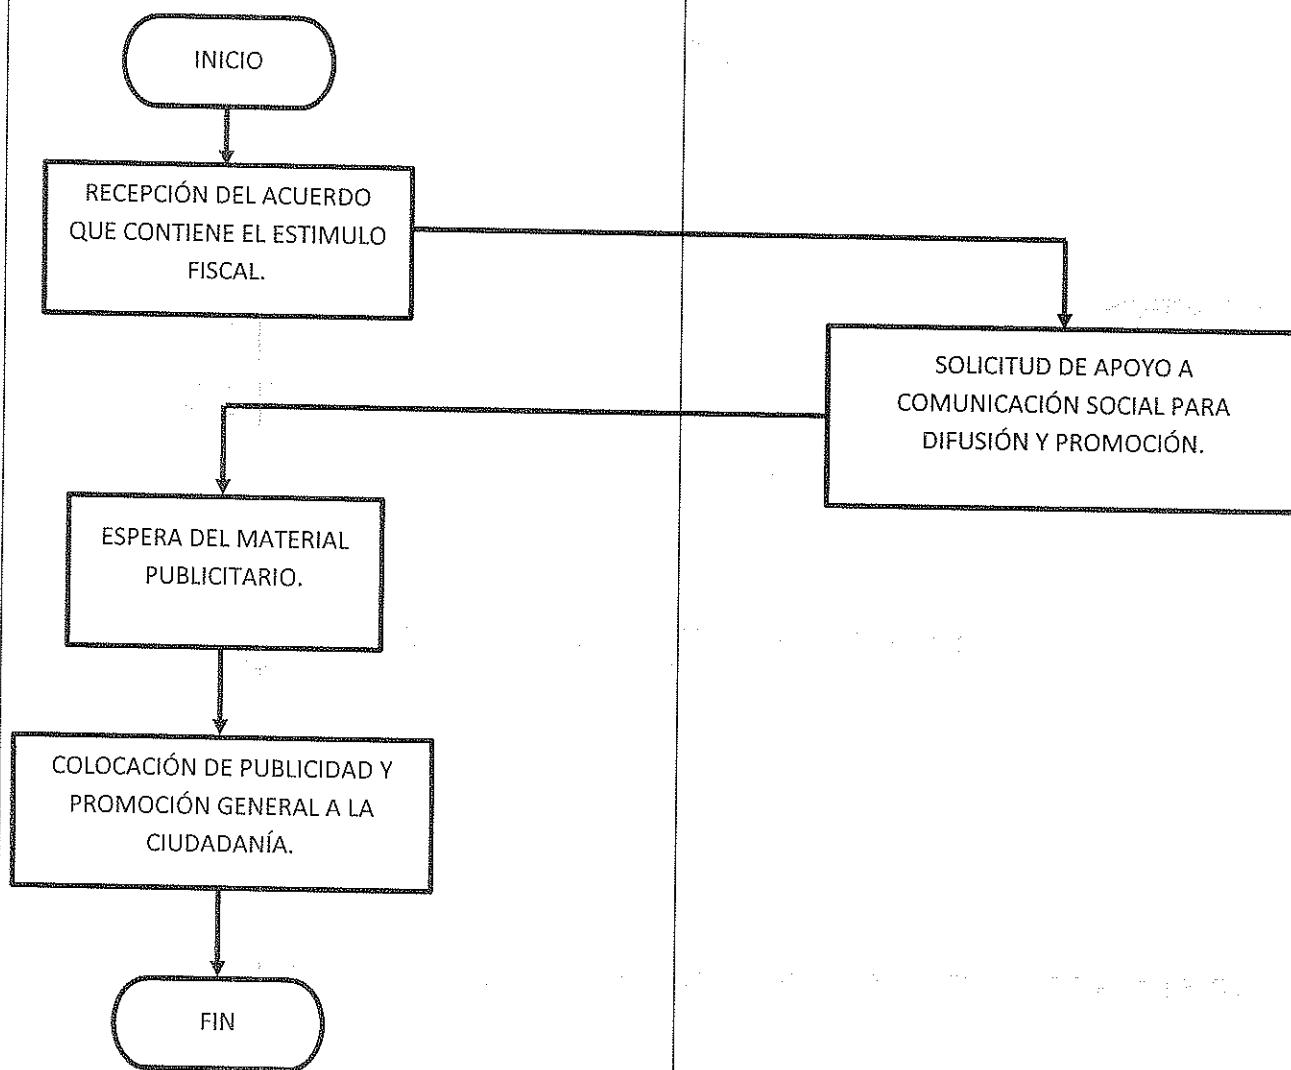 INICIO
RECEPCIÓN DEL ACUERDO
QUE CONTIENE EL ESTIMULO
FISCAL.
SOLICITUD DE APOYO A
COMUNICACIÓN SOCIAL PARA
DIFUSIÓN Y PROMOCIÓN.
ESPERA DEL MATERIAL
PUBLICITARIO.
COLOCACIÓN DE PUBLICIDAD Y
PROMOCIÓN GENERAL A LA
CIUDADANÍA.
FIN